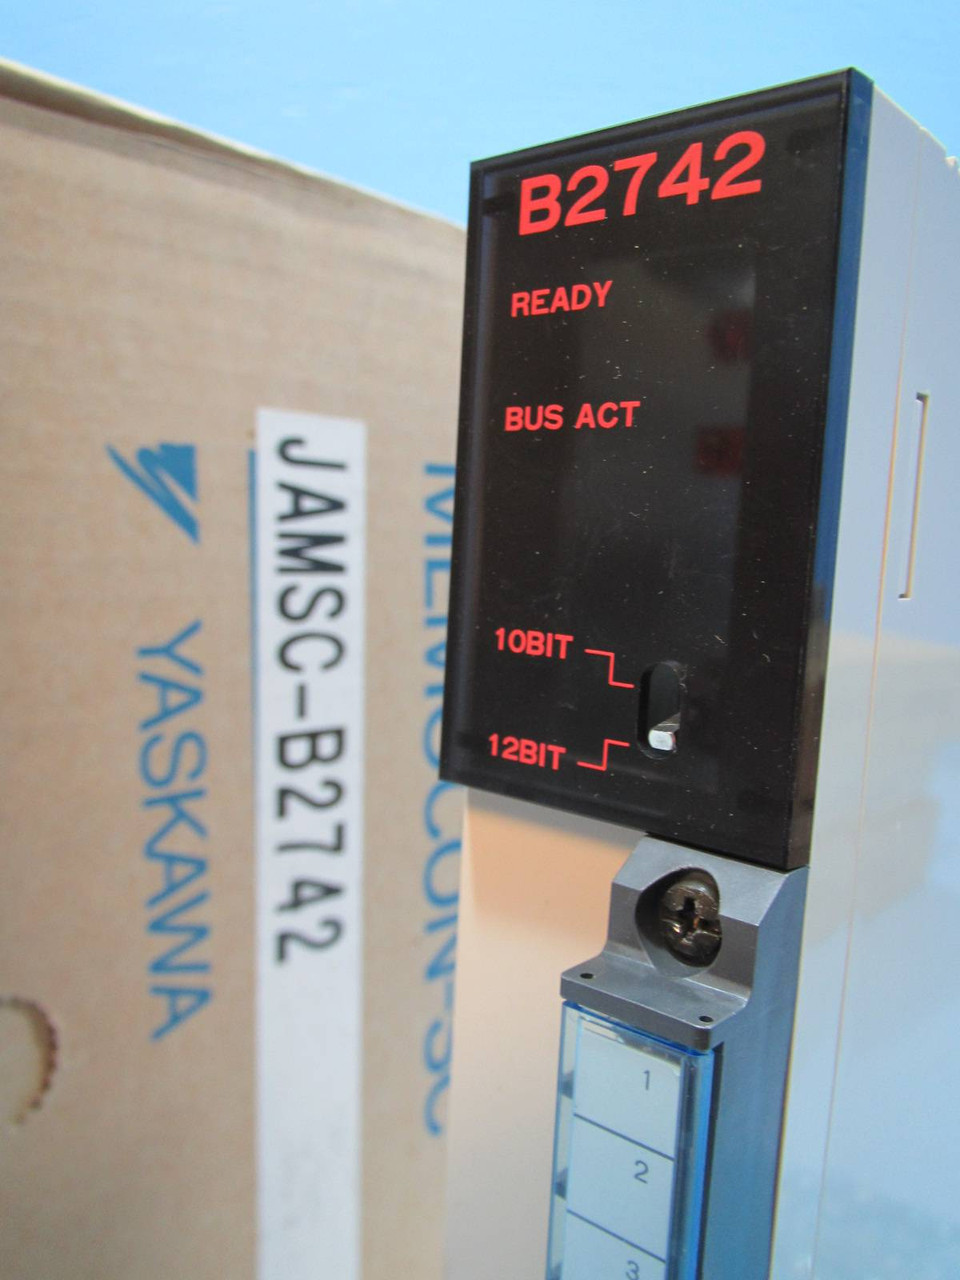 B2742
READY
BUS ACT
10BIT
12BIT
1
2
3
YASKAWA
JAMSC-B2742